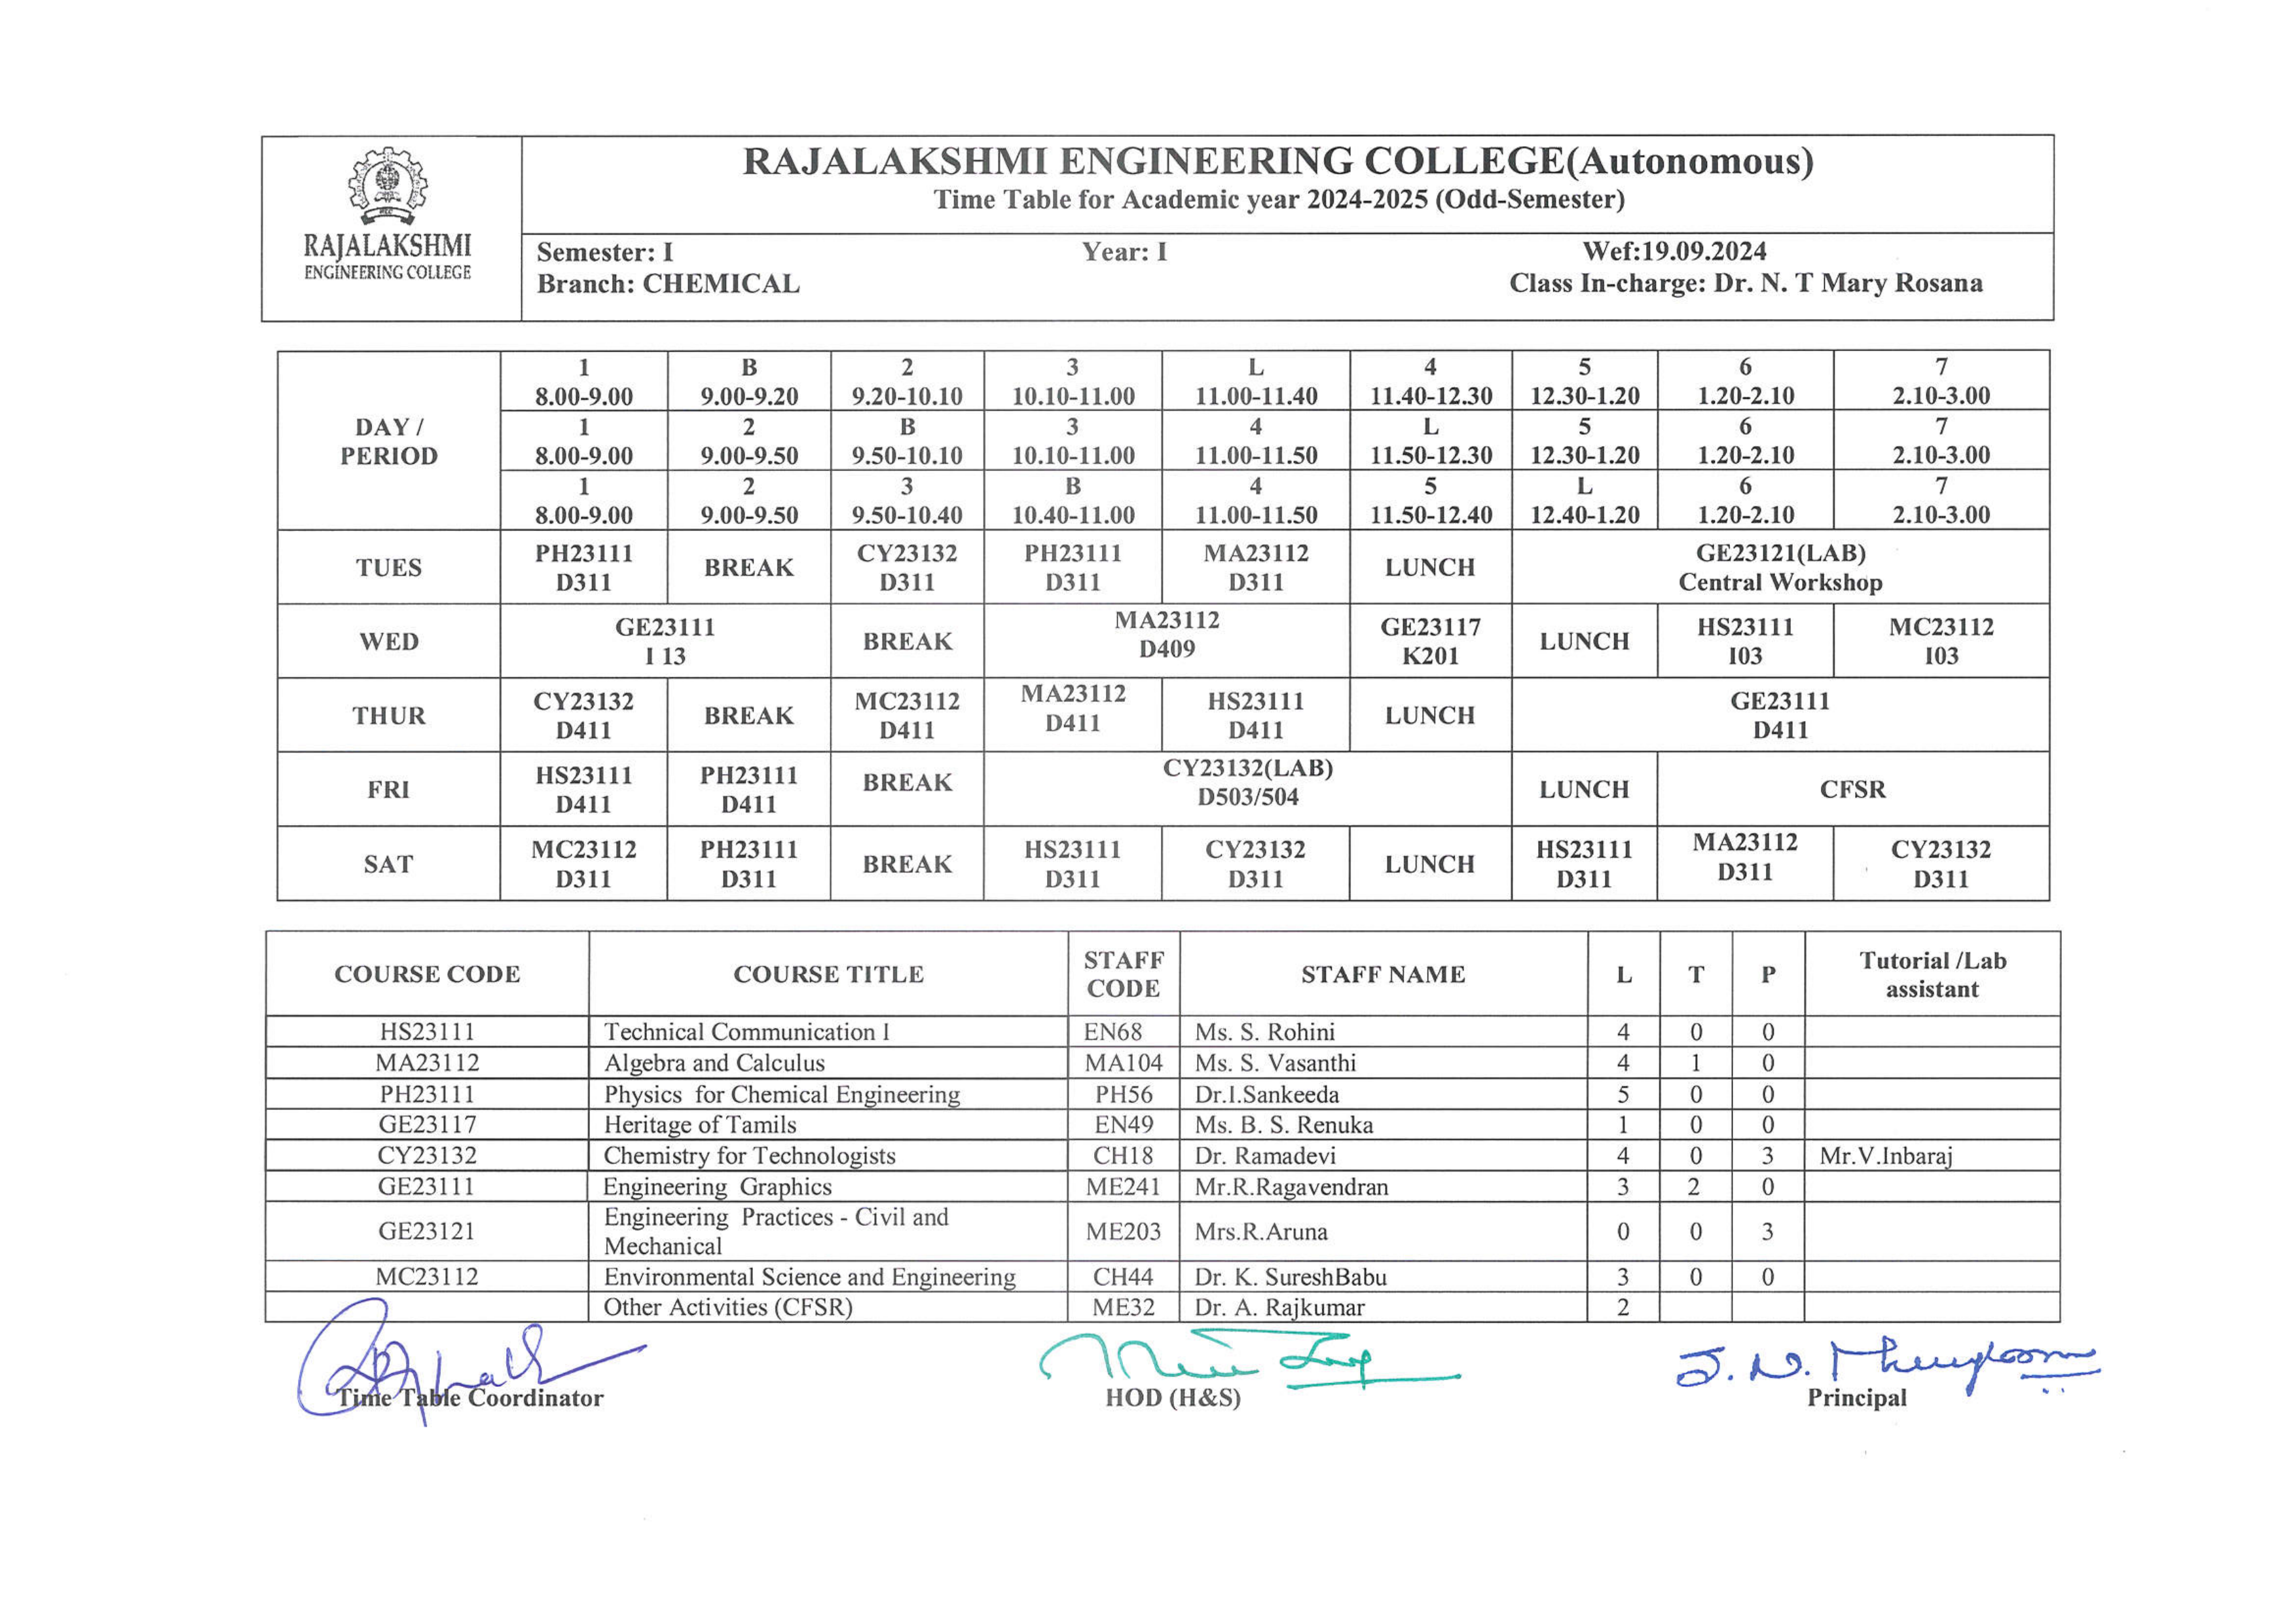 RAJALAKSHMI
ENGINEERING COLLEGE
RAJALAKSHMI ENGINEERING COLLEGE(Autonomous)
Time Table for Academic year 2024-2025 (Odd-Semester)
Semester: I Year: I Wef:19.09.2024
Branch: CHEMICAL Class In-charge: Dr. N. T Mary Rosana
DAY / PERIOD
1 B 2 3 L 4 5 6 7
8.00-9.00 9.00-9.20 9.20-10.10 10.10-11.00 11.00-11.40 11.40-12.30 12.30-1.20 1.20-2.10 2.10-3.00
1 2 B 3 4 L 5 6 7
8.00-9.00 9.00-9.50 9.50-10.10 10.10-11.00 11.00-11.50 11.50-12.30 12.30-1.20 1.20-2.10 2.10-3.00
1 2 3 B 4 5 L 6 7
8.00-9.00 9.00-9.50 9.50-10.40 10.40-11.00 11.00-11.50 11.50-12.40 12.40-1.20 1.20-2.10 2.10-3.00
TUES PH23111 BREAK CY23132 PH23111 MA23112 LUNCH GE23121(LAB)
D311 D311 D311 D311 Central Workshop
WED GE23111 BREAK MA23112 GE23117 LUNCH HS23111 MC23112
I 13 D409 K201 I03 I03
THUR CY23132 BREAK MC23112 MA23112 HS23111 LUNCH GE23111
D411 D411 D411 D411 D411
FRI HS23111 PH23111 BREAK CY23132(LAB) LUNCH CFSR
D411 D411 D503/504
SAT MC23112 PH23111 BREAK HS23111 CY23132 LUNCH HS23111 MA23112 CY23132
D311 D311 D311 D311 D311 D311 D311
COURSE CODE COURSE TITLE STAFF CODE STAFF NAME L T P Tutorial /Lab assistant
HS23111 Technical Communication I EN68 Ms. S. Rohini 4 0 0
MA23112 Algebra and Calculus MA104 Ms. S. Vasanthi 4 1 0
PH23111 Physics for Chemical Engineering PH56 Dr.I.Sankeeda 5 0 0
GE23117 Heritage of Tamils EN49 Ms. B. S. Renuka 1 0 0
CY23132 Chemistry for Technologists CH18 Dr. Ramadevi 4 0 3 Mr.V.Inbaraj
GE23111 Engineering Graphics ME241 Mr.R.Ragavendran 3 2 0
GE23121 Engineering Practices - Civil and Mechanical ME203 Mrs.R.Aruna 0 0 3
MC23112 Environmental Science and Engineering CH44 Dr. K. SureshBabu 3 0 0
Other Activities (CFSR) ME32 Dr. A. Rajkumar 2
Time Table Coordinator HOD (H&S) Principal